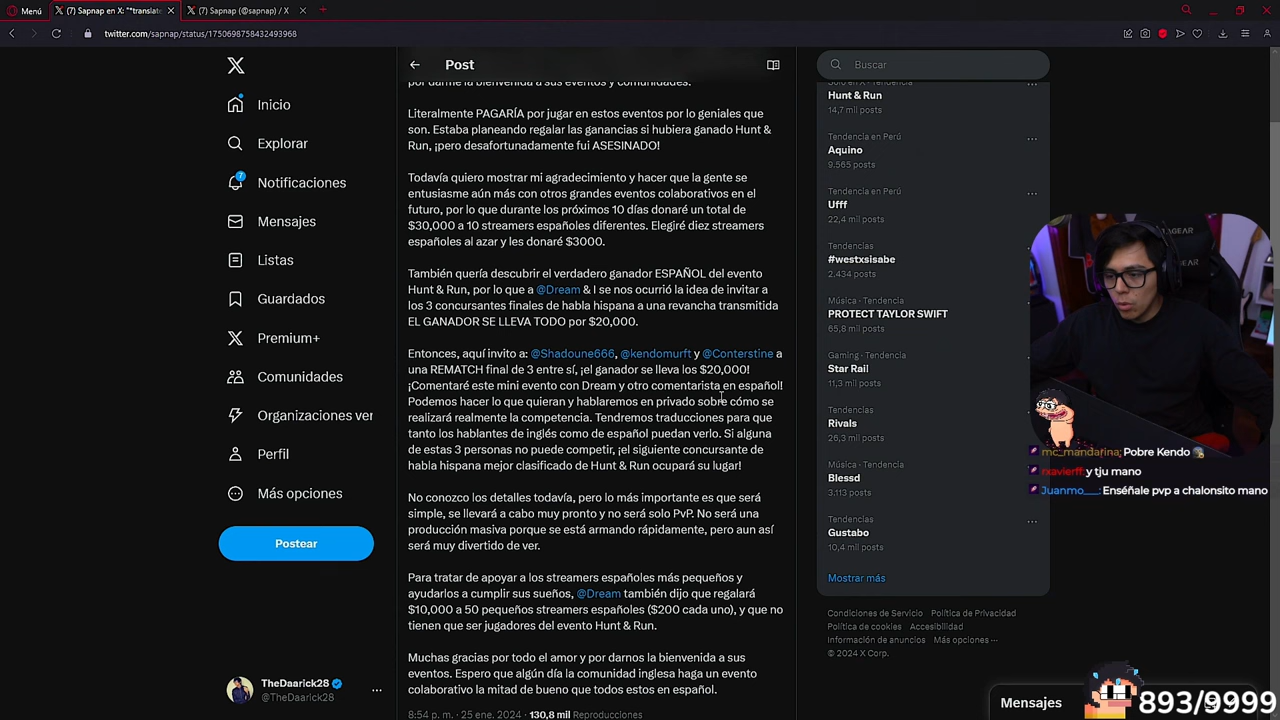 Menú
(7) Sapnap en X: "*translate
(7) Sapnap (@sapnap) / X
twitter.com/sapnap/status/1750698758432493968
Inicio
Explorar
7
Notificaciones
Mensajes
Listas
Guardados
Premium+
Comunidades
Organizaciones ver
Perfil
Más opciones
Postear
TheDaarick28
@TheDaarick28
Post
por darme la bienvenida a sus eventos y comunidades.
Literalmente PAGARÍA por jugar en estos eventos por lo geniales que
son. Estaba planeando regalar las ganancias si hubiera ganado Hunt &
Run, ¡pero desafortunadamente fui ASESINADO!
Todavía quiero mostrar mi agradecimiento y hacer que la gente se
entusiasme aún más con otros grandes eventos colaborativos en el
futuro, por lo que durante los próximos 10 días donaré un total de
$30,000 a 10 streamers españoles diferentes. Elegiré diez streamers
españoles al azar y les donaré $3000.
También quería descubrir el verdadero ganador ESPAÑOL del evento
Hunt & Run, por lo que a @Dream & I se nos ocurrió la idea de invitar a
los 3 concursantes finales de habla hispana a una revancha transmitida
EL GANADOR SE LLEVA TODO por $20,000.
Entonces, aquí invito a: @Shadoune666, @kendomurft y @Conterstine a
una REMATCH final de 3 entre sí, ¡el ganador se lleva los $20,000!
¡Comentaré este mini evento con Dream y otro comentarista en español!
Podemos hacer lo que quieran y hablaremos en privado sobre cómo se
realizará realmente la competencia. Tendremos traducciones para que
tanto los hablantes de inglés como de español puedan verlo. Si alguna
de estas 3 personas no puede competir, ¡el siguiente concursante de
habla hispana mejor clasificado de Hunt & Run ocupará su lugar!
No conozco los detalles todavía, pero lo más importante es que será
simple, se llevará a cabo muy pronto y no será solo PvP. No será una
producción masiva porque se está armando rápidamente, pero aun así
será muy divertido de ver.
Para tratar de apoyar a los streamers españoles más pequeños y
ayudarlos a cumplir sus sueños, @Dream también dijo que regalará
$10,000 a 50 pequeños streamers españoles ($200 cada uno), y que no
tienen que ser jugadores del evento Hunt & Run.
Muchas gracias por todo el amor y por darnos la bienvenida a sus
eventos. Espero que algún día la comunidad inglesa haga un evento
colaborativo la mitad de bueno que todos estos en español.
8:54 p. m. · 25 ene. 2024 · 130,8 mil Reproducciones
Buscar
Hunt & Run
14,7 mil posts
Tendencia en Perú
Aquino
9.565 posts
Tendencia en Perú
Ufff
22,4 mil posts
Tendencias
#westxsisabe
2.434 posts
Música · Tendencia
PROTECT TAYLOR SWIFT
65,8 mil posts
Gaming · Tendencia
Star Rail
11,3 mil posts
Tendencias
Rivals
26,3 mil posts
Música · Tendencia
Blessd
3,113 posts
Tendencias
Gustabo
10,4 mil posts
Mostrar más
Condiciones de Servicio Política de Privacidad
Política de cookies Accesibilidad
Información de anuncios Más opciones ···
© 2024 X Corp.
mc_mandarina: Pobre Kendo
rxavierff: y tju mano
Juanmo___: Enséñale pvp a chalonsito mano
Mensajes
893/9999